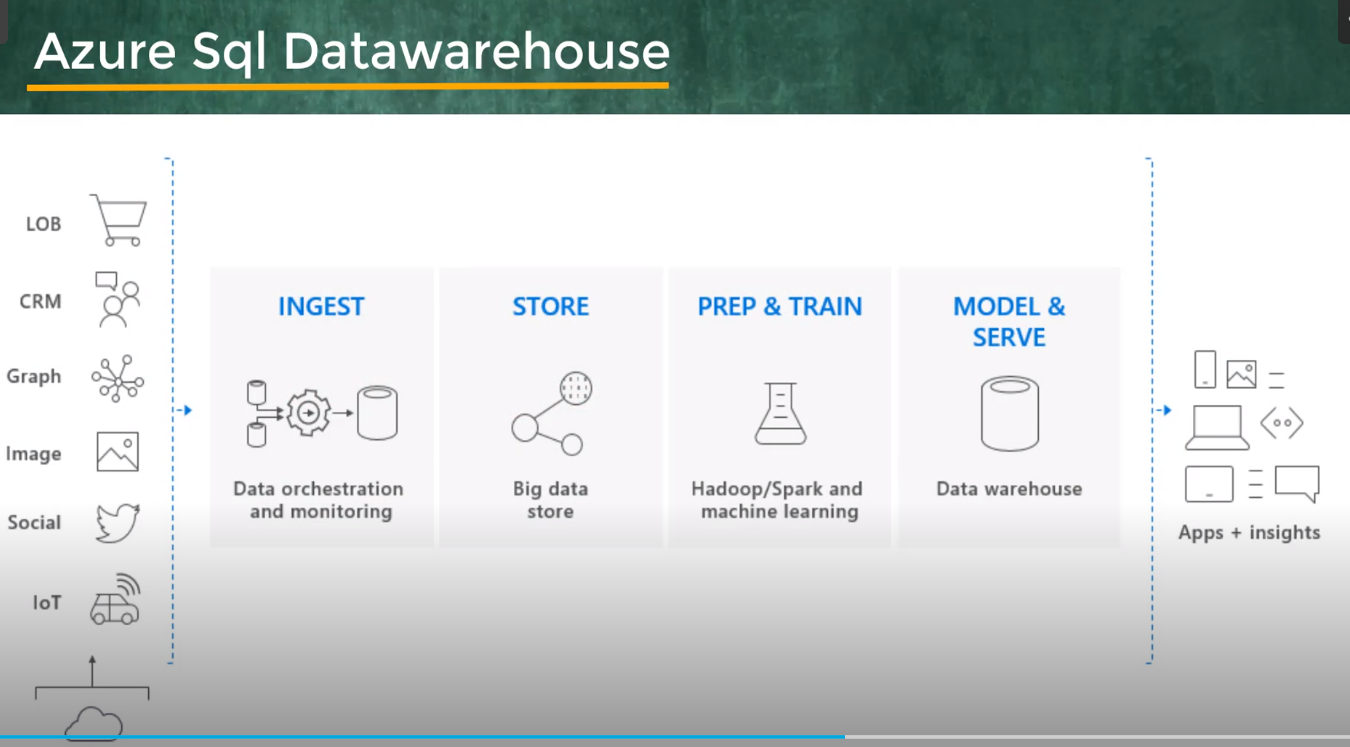 Azure Sql Datawarehouse
LOB
CRM
Graph
Image
Social
IoT
INGEST
Data orchestration
and monitoring
STORE
Big data
store
PREP & TRAIN
Hadoop/Spark and
machine learning
MODEL &
SERVE
Data warehouse
Apps + insights